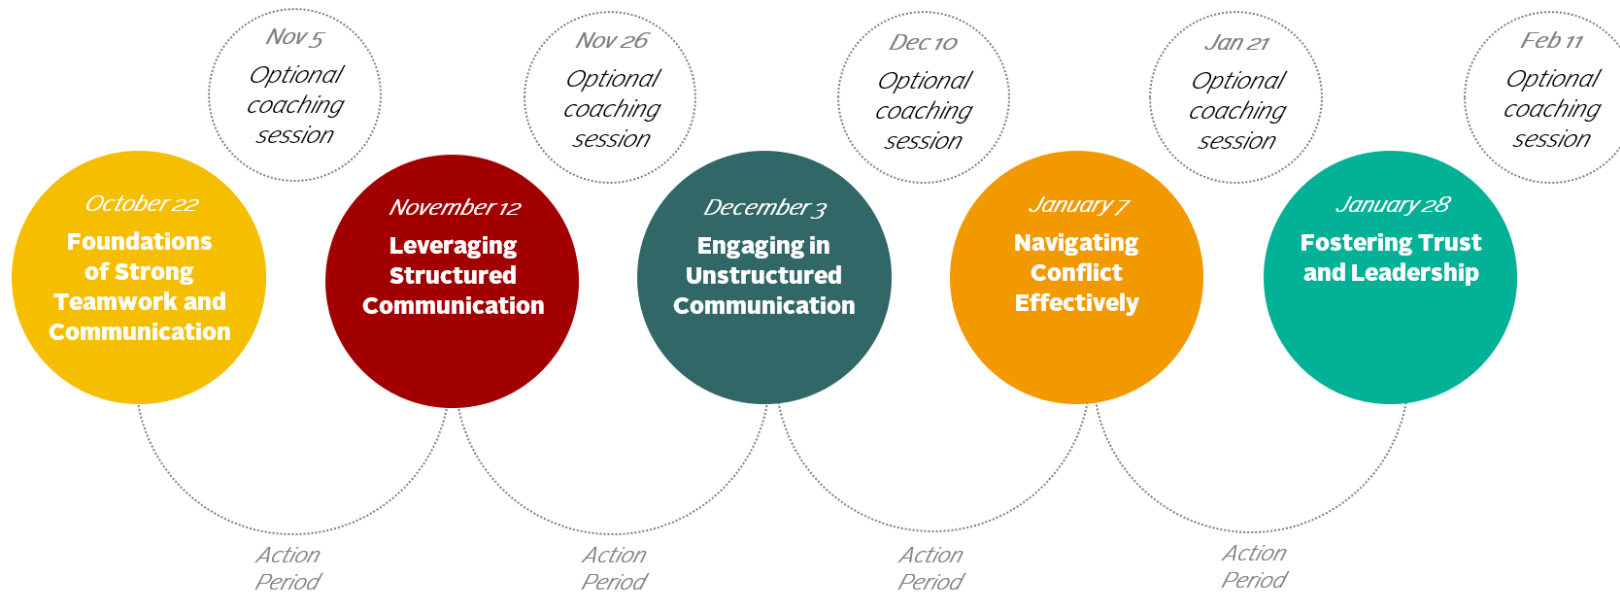 Nov 5
Optional
coaching
session
Nov 26
Optional
coaching
session
Dec 10
Optional
coaching
session
Jan 21
Optional
coaching
session
Feb 11
Optional
coaching
session
October 22
Foundations
of Strong
Teamwork and
Communication
November 12
Leveraging
Structured
Communication
December 3
Engaging in
Unstructured
Communication
January 7
Navigating
Conflict
Effectively
January 28
Fostering Trust
and Leadership
Action
Period
Action
Period
Action
Period
Action
Period